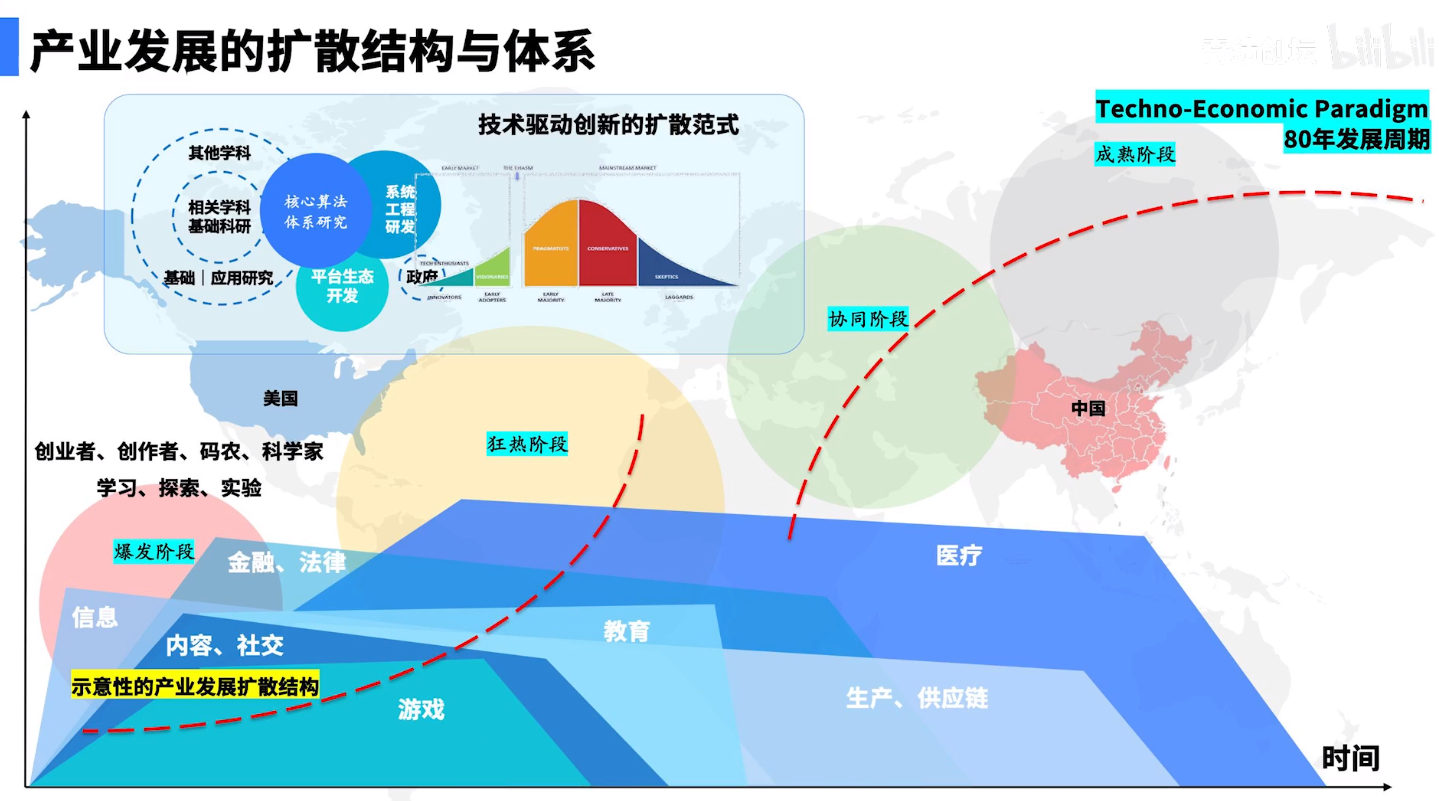 产业发展的扩散结构与体系
bilibili
Techno-Economic Paradigm
80年发展周期
成熟阶段
技术驱动创新的扩散范式
其他学科
相关学科
基础科研
基础｜应用研究
核心算法
体系研究
系统
工程
研发
平台生态
开发
政府
EARLY MARKET
THE CHASM
MAINSTREAM MARKET
TECH ENTHUSIASTS
VISIONARIES
PRAGMATISTS
CONSERVATIVES
SKEPTICS
INNOVATORS
EARLY
ADOPTERS
EARLY
MAJORITY
LATE
MAJORITY
LAGGARDS
协同阶段
美国
中国
狂热阶段
创业者、创作者、码农、科学家
学习、探索、实验
爆发阶段
金融、法律
医疗
信息
内容、社交
教育
示意性的产业发展扩散结构
游戏
生产、供应链
时间